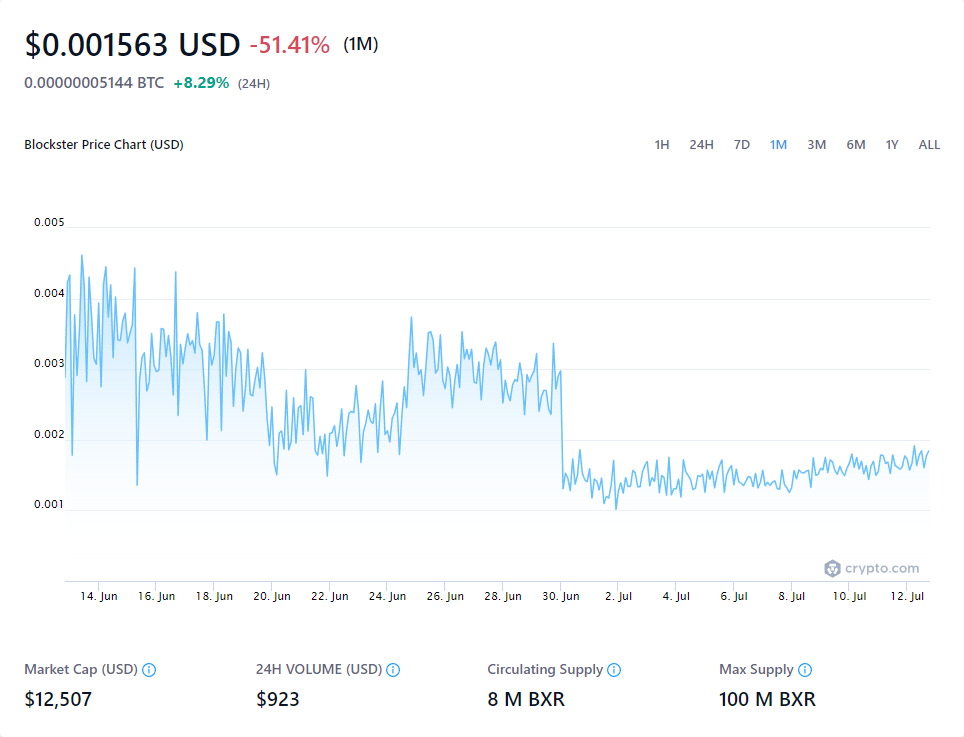 $0.001563 USD -51.41% (1M)
0.00000005144 BTC +8.29% (24H)
Blockster Price Chart (USD) 1H 24H 7D 1M 3M 6M 1Y ALL
0.005
0.004
0.003
0.002
0.001
crypto.com
14. Jun 16. Jun 18. Jun 20. Jun 22. Jun 24. Jun 26. Jun 28. Jun 30. Jun 2. Jul 4. Jul 6. Jul 8. Jul 10. Jul 12. Jul
Market Cap (USD) 24H VOLUME (USD) Circulating Supply Max Supply
$12,507 $923 8 M BXR 100 M BXR